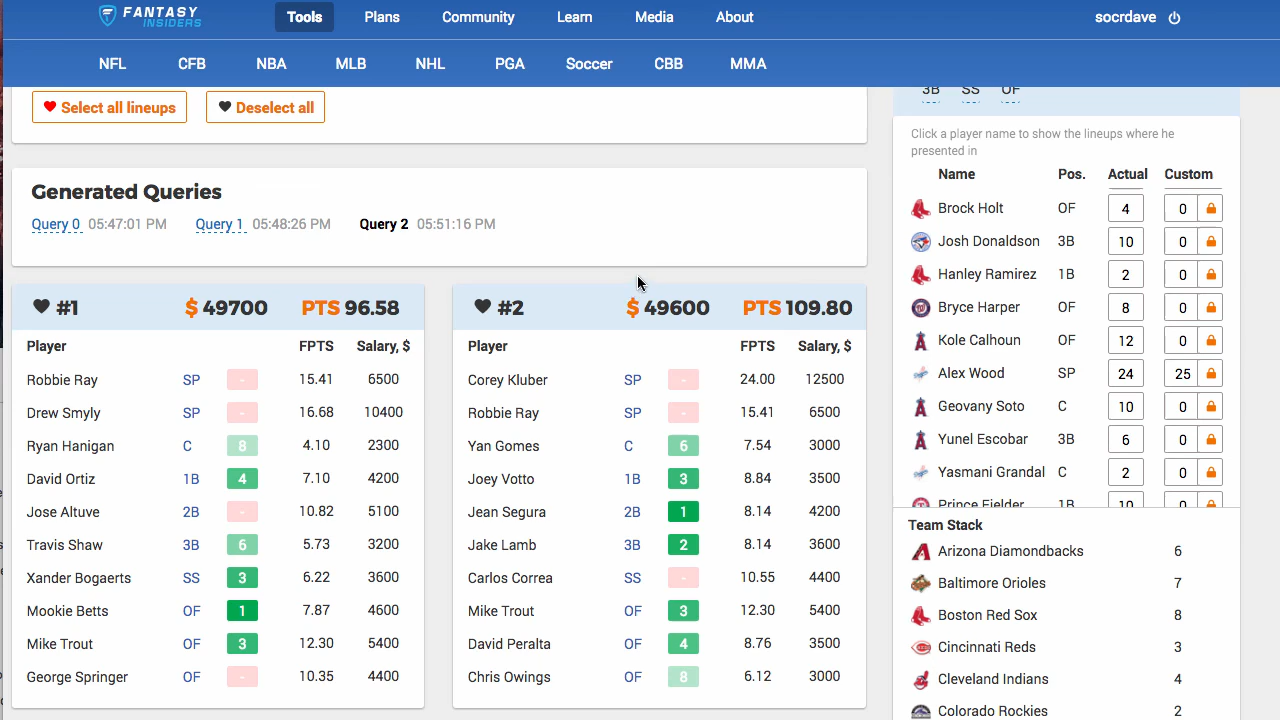 FANTASY INSIDERS Tools Plans Community Learn Media About socrdave
NFL CFB NBA MLB NHL PGA Soccer CBB MMA
Select all lineups Deselect all
Generated Queries
Query 0 05:47:01 PM Query 1 05:48:26 PM Query 2 05:51:16 PM
#1 $ 49700 PTS 96.58
Player FPTS Salary, $
Robbie Ray SP - 15.41 6500
Drew Smyly SP - 16.68 10400
Ryan Hanigan C 8 4.10 2300
David Ortiz 1B 4 7.10 4200
Jose Altuve 2B - 10.82 5100
Travis Shaw 3B 6 5.73 3200
Xander Bogaerts SS 3 6.22 3600
Mookie Betts OF 1 7.87 4600
Mike Trout OF 3 12.30 5400
George Springer OF - 10.35 4400
#2 $ 49600 PTS 109.80
Player FPTS Salary, $
Corey Kluber SP - 24.00 12500
Robbie Ray SP - 15.41 6500
Yan Gomes C 6 7.54 3000
Joey Votto 1B 3 8.84 3500
Jean Segura 2B 1 8.14 4200
Jake Lamb 3B 2 8.14 3600
Carlos Correa SS - 10.55 4400
Mike Trout OF 3 12.30 5400
David Peralta OF 4 8.76 3500
Chris Owings OF 8 6.12 3000
3B SS OF
Click a player name to show the lineups where he
presented in
Name Pos. Actual Custom
Brock Holt OF 4 0
Josh Donaldson 3B 10 0
Hanley Ramirez 1B 2 0
Bryce Harper OF 8 0
Kole Calhoun OF 12 0
Alex Wood SP 24 25
Geovany Soto C 10 0
Yunel Escobar 3B 6 0
Yasmani Grandal C 2 0
Prince Fielder 1B 10 0
Team Stack
Arizona Diamondbacks 6
Baltimore Orioles 7
Boston Red Sox 8
Cincinnati Reds 3
Cleveland Indians 4
Colorado Rockies 2